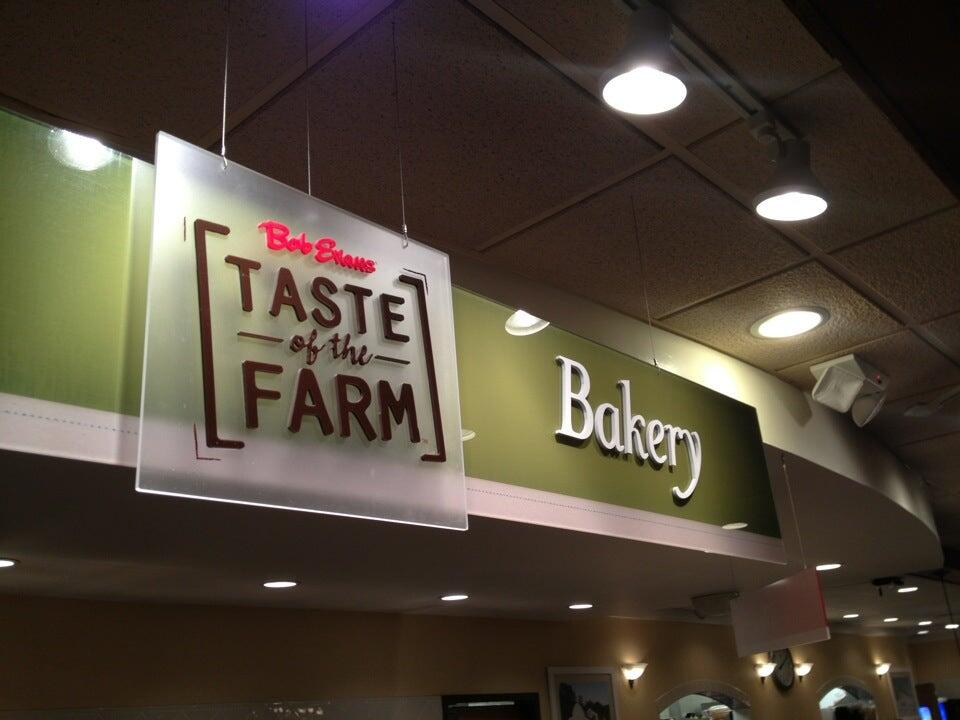 Bob Evans
TASTE
of the
FARM
Bakery